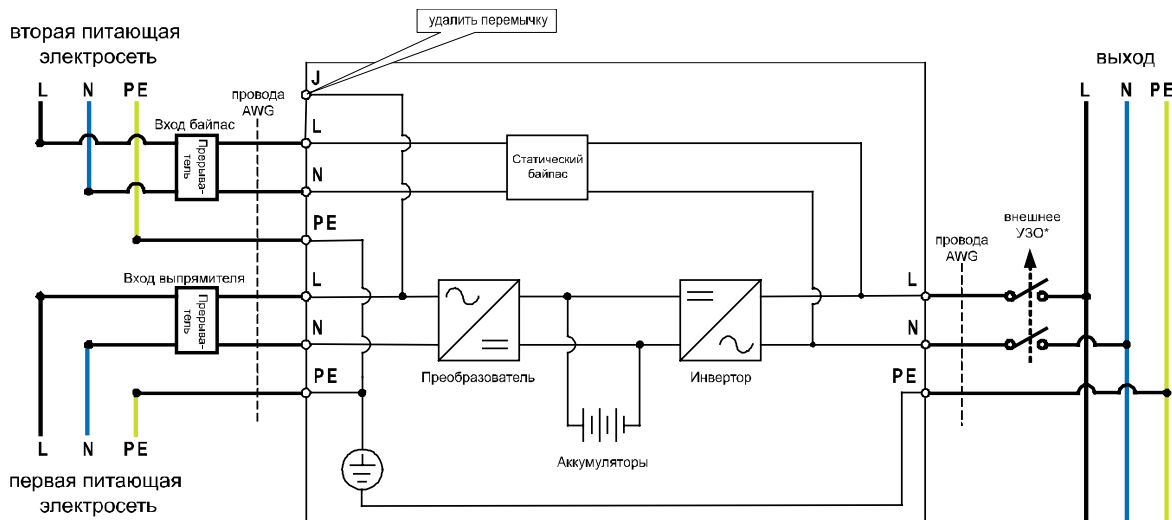 удалить перемычку
вторая питающая
электросеть
L N PE
провода
AWG
J
Вход байпас
Прерыва-
тель
L
N
PE
Статический
байпас
выход
L N PE
внешнее
УЗО*
провода
AWG
Вход выпрямителя
Прерыва-
тель
L
N
PE
Преобразователь
Инвертор
Аккумуляторы
L
N
PE
L N PE
первая питающая
электросеть